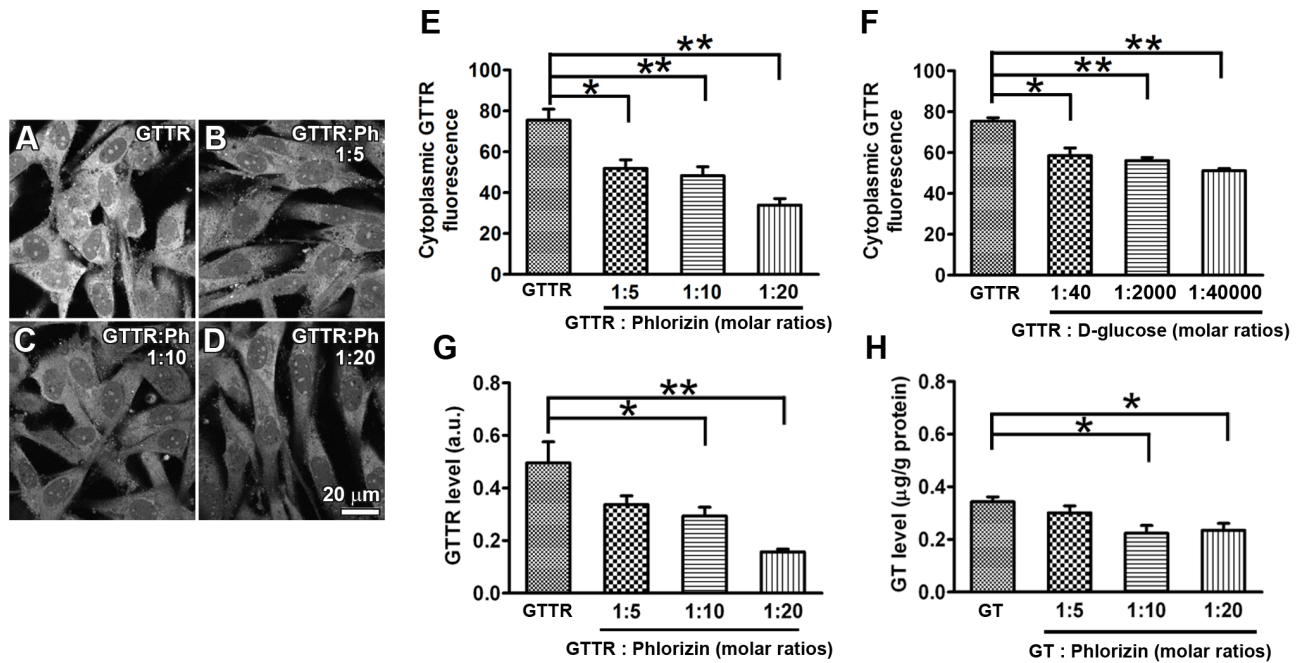 A GTTR
B GTTR:Ph
1:5
C GTTR:Ph
1:10
D GTTR:Ph
1:20
20 μm
E
**
**
*
Cytoplasmic GTTR
fluorescence
100
80
60
40
20
0
GTTR 1:5 1:10 1:20
GTTR : Phlorizin (molar ratios)
F
**
**
*
Cytoplasmic GTTR
fluorescence
100
80
60
40
20
0
GTTR 1:40 1:2000 1:40000
GTTR : D-glucose (molar ratios)
G
**
*
GTTR level (a.u.)
0.8
0.6
0.4
0.2
0.0
GTTR 1:5 1:10 1:20
GTTR : Phlorizin (molar ratios)
H
*
*
GT level (μg/g protein)
0.8
0.6
0.4
0.2
0.0
GT 1:5 1:10 1:20
GT : Phlorizin (molar ratios)